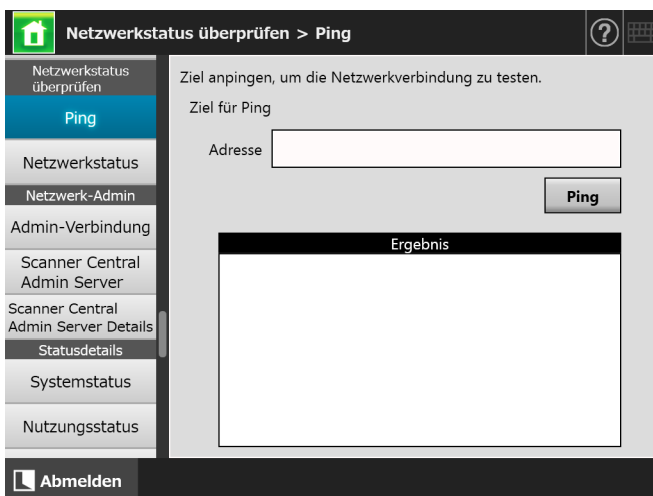 Netzwerkstatus überprüfen > Ping
?
Netzwerkstatus
überprüfen
Ping
Netzwerkstatus
Netzwerk-Admin
Admin-Verbindung
Scanner Central
Admin Server
Scanner Central
Admin Server Details
Statusdetails
Systemstatus
Nutzungsstatus
Ziel anpingen, um die Netzwerkverbindung zu testen.
Ziel für Ping
Adresse
Ping
Ergebnis
Abmelden